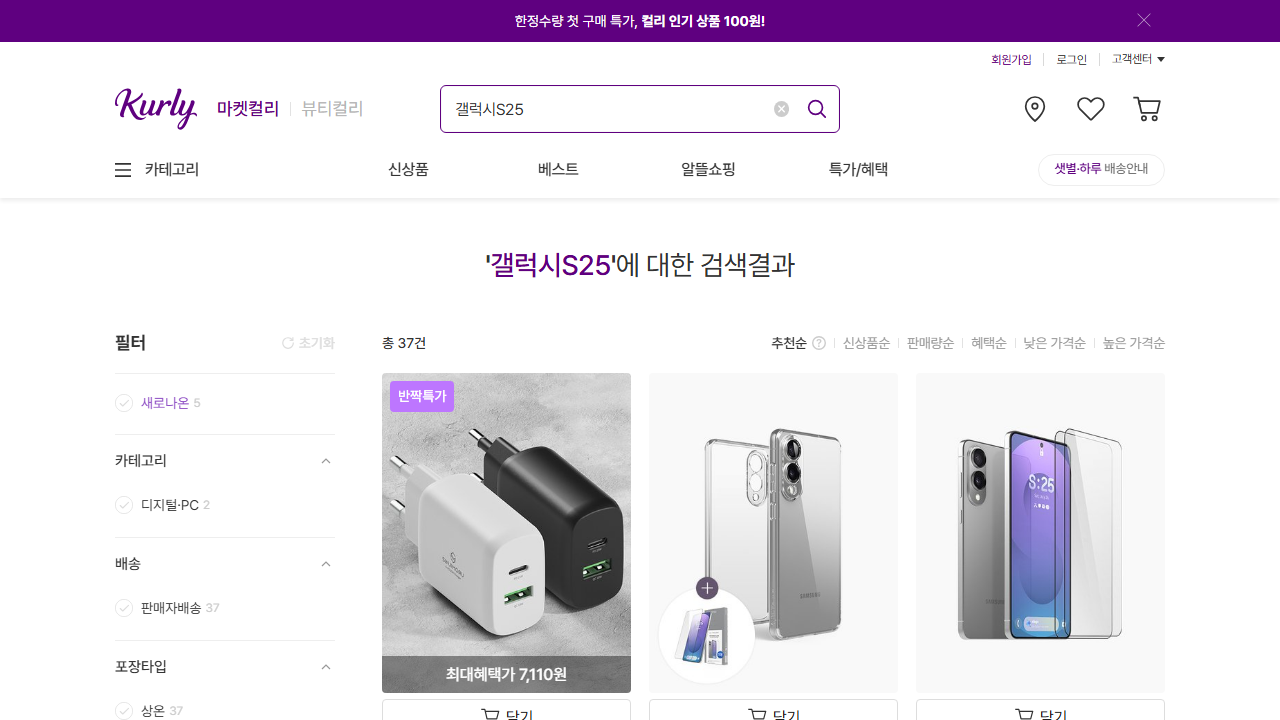 한정수량 첫 구매 특가, 컬리 인기 상품 100원!
회원가입 로그인 고객센터
Kurly 마켓컬리 뷰티컬리 갤럭시S25
카테고리 신상품 베스트 알뜰쇼핑 특가/혜택 샛별·하루 배송안내
'갤럭시S25'에 대한 검색결과
필터 초기화
총 37건 추천순 신상품순 판매량순 혜택순 낮은 가격순 높은 가격순
새로나온 5
카테고리
디지털·PC 2
배송
판매자배송 37
포장타입
상온 37
반짝특가
최대혜택가 7,110원
S:25
SAMSUNG
담기 담기 담기